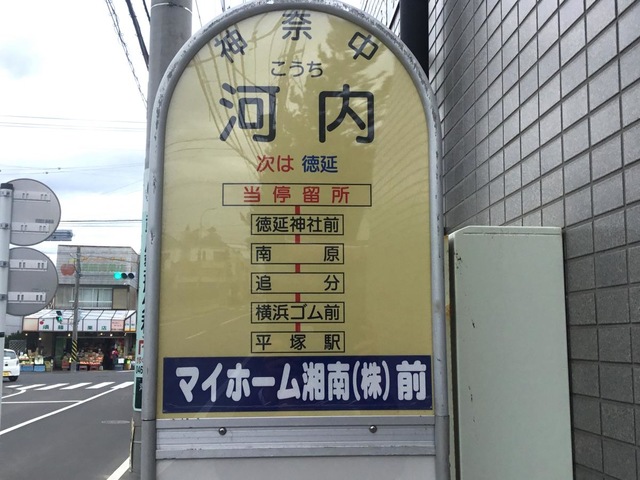 神奈中
こうち
河内
次は 徳延
当停留所
徳延神社前
南原
追分
横浜ゴム前
平塚駅
マイホーム湘南(株)前